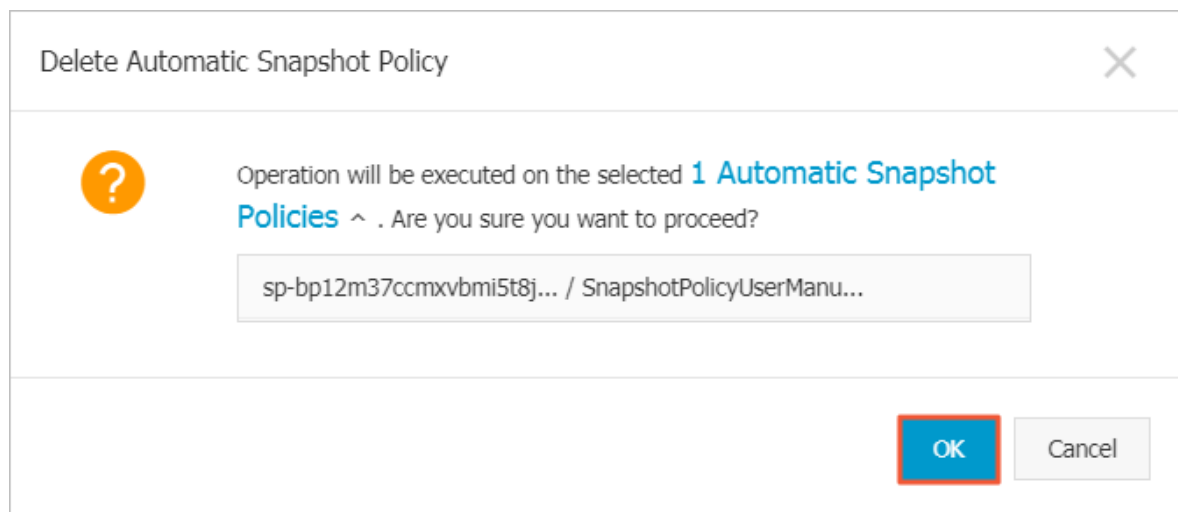 Delete Automatic Snapshot Policy
Operation will be executed on the selected 1 Automatic Snapshot
Policies ^ . Are you sure you want to proceed?
sp-bp12m37ccmxvbmi5t8j... / SnapshotPolicyUserManu...
OK Cancel